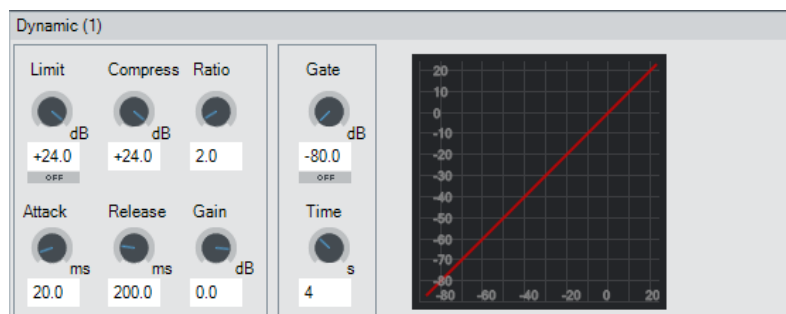 Dynamic (1)
Limit Compress Ratio
dB dB
+24.0 +24.0 2.0
OFF
Attack Release Gain
ms ms dB
20.0 200.0 0.0
Gate
dB
-80.0
OFF
Time
s
4
20
10
0
-10
-20
-30
-40
-50
-60
-70
-80
-80 -60 -40 -20 0 20